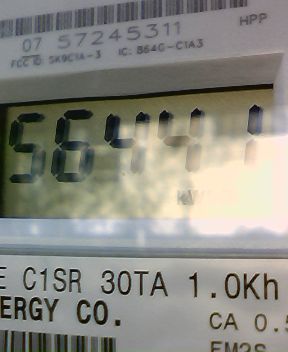 HPP
07 57245311
FCC ID: SK9C1A-3 IC: 864G-C1A3
56441
E C1SR 30TA 1.0Kh
ERGY CO.
CA 0.5
FM2S